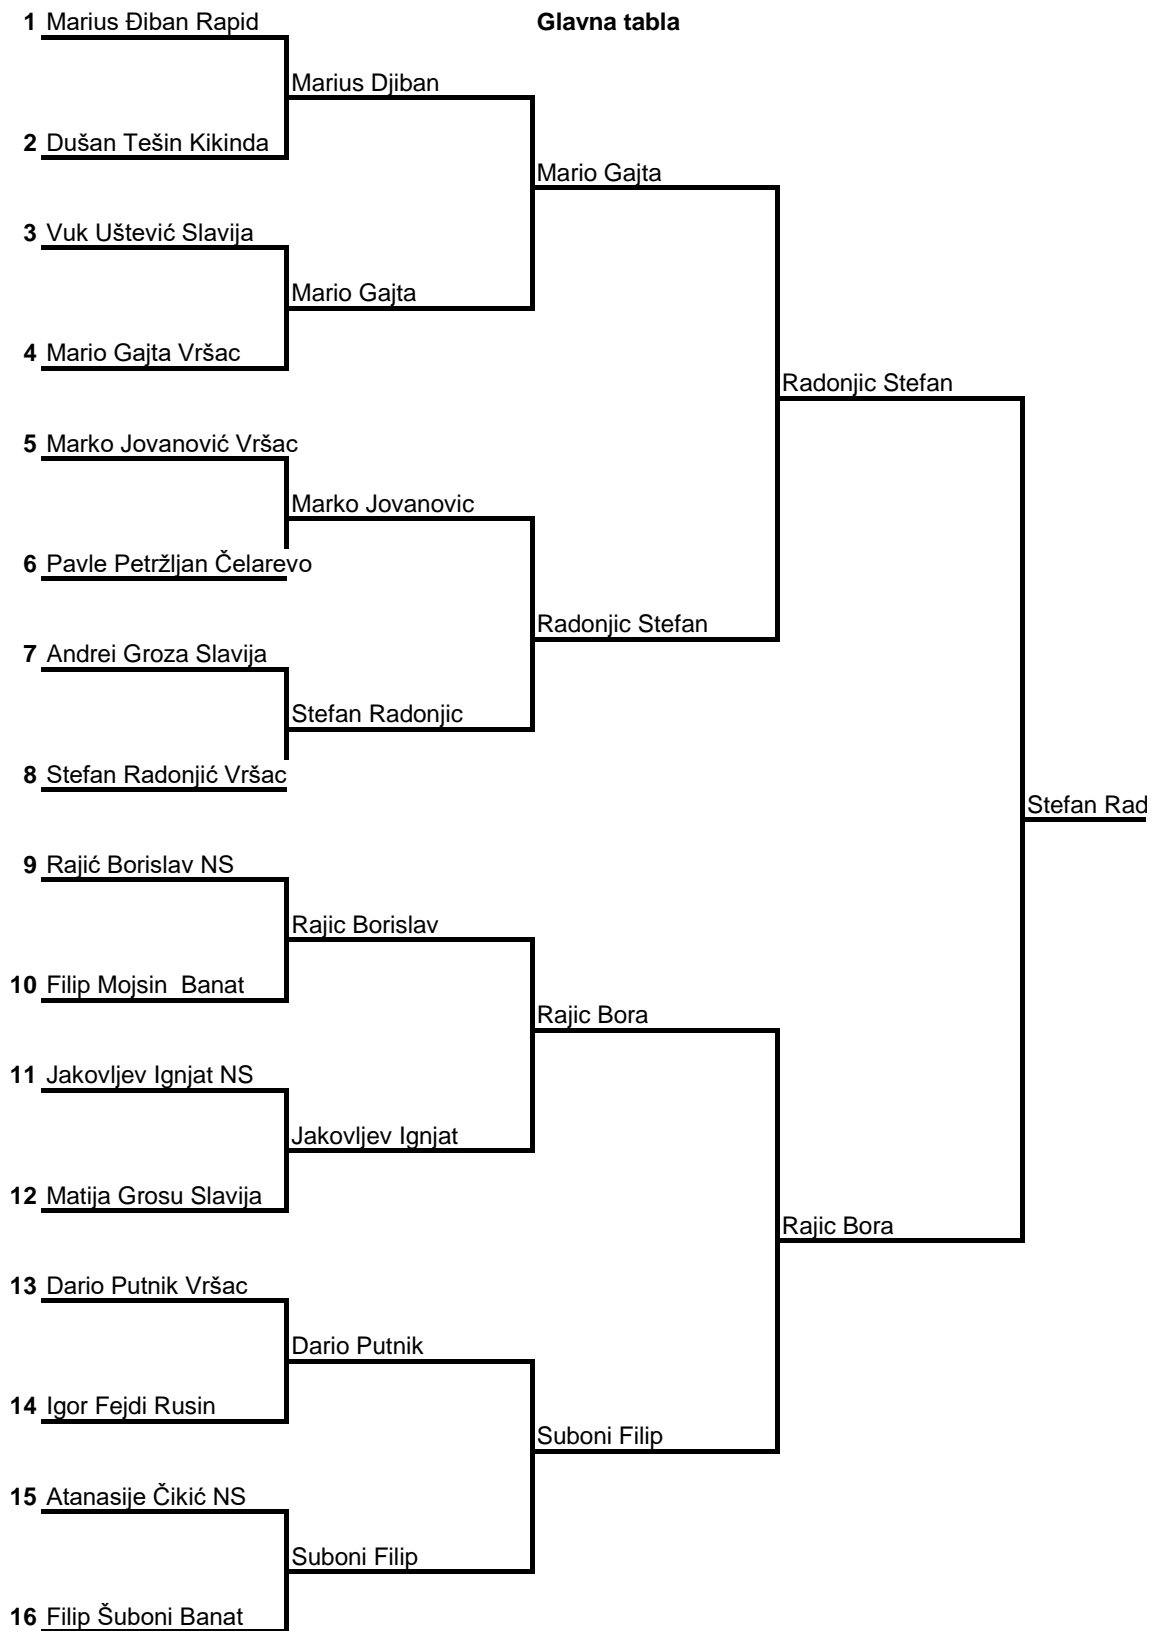 1 Marius Điban Rapid
Glavna tabla
Marius Djiban
2 Dušan Tešin Kikinda
Mario Gajta
3 Vuk Uštević Slavija
Mario Gajta
4 Mario Gajta Vršac
Radonjic Stefan
5 Marko Jovanović Vršac
Marko Jovanovic
6 Pavle Petržljan Čelarevo
Radonjic Stefan
7 Andrei Groza Slavija
Stefan Radonjic
8 Stefan Radonjić Vršac
Stefan Rad
9 Rajić Borislav NS
Rajic Borislav
10 Filip Mojsin  Banat
Rajic Bora
11 Jakovljev Ignjat NS
Jakovljev Ignjat
12 Matija Grosu Slavija
Rajic Bora
13 Dario Putnik Vršac
Dario Putnik
14 Igor Fejdi Rusin
Suboni Filip
15 Atanasije Čikić NS
Suboni Filip
16 Filip Šuboni Banat